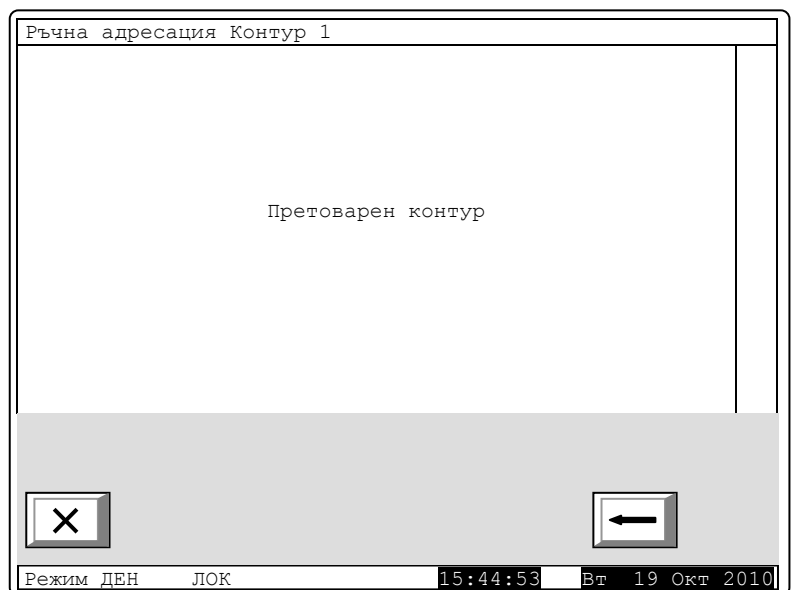 Ръчна адресация Контур 1
Претоварен контур
Режим ДЕН ЛОК 15:44:53 Вт 19 Окт 2010